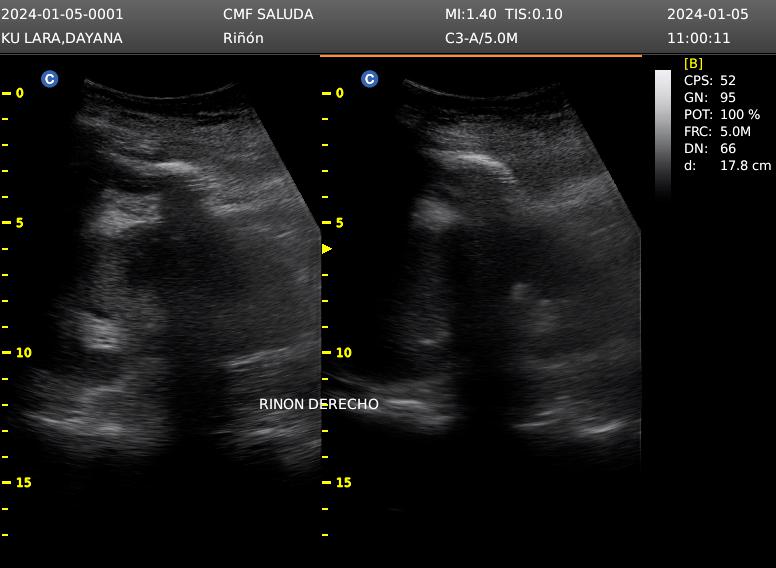 2024-01-05-0001 CMF SALUDA MI:1.40 TIS:0.10 2024-01-05
KU LARA,DAYANA Riñón C3-A/5.0M 11:00:11
[B]
CPS: 52
GN: 95
POT: 100 %
FRC: 5.0M
DN: 66
d: 17.8 cm
C C
0 0
5 5
10 10
RINON DERECHO
15 15